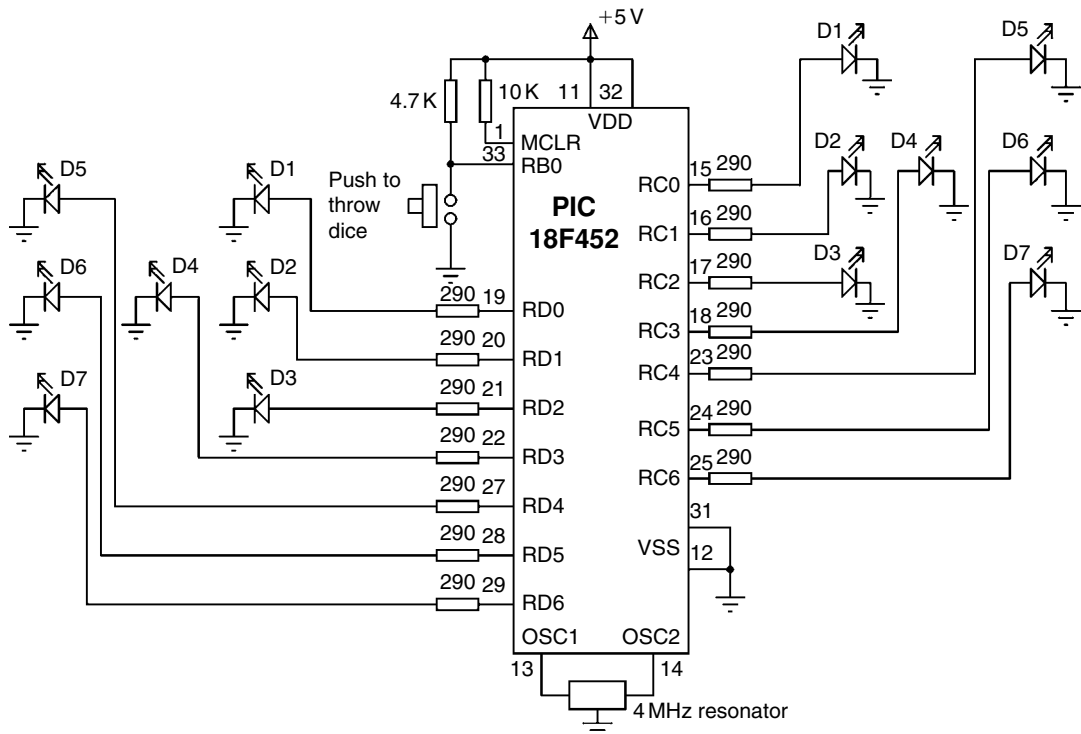 +5 V
D1
D5
4.7 K
10 K
11
32
VDD
1
MCLR
33
RB0
D2
D4
D6
D5
D1
Push to
throw
dice
PIC
18F452
15
290
RC0
16
290
RC1
D6
D4
D2
17
290
RC2
D3
D7
290
19
RD0
18
290
RC3
290
20
RD1
23
290
RC4
D7
D3
290
21
RD2
24
290
RC5
290
22
RD3
25
290
RC6
290
27
RD4
31
VSS
12
290
28
RD5
290
29
RD6
OSC1
OSC2
13
14
4 MHz resonator